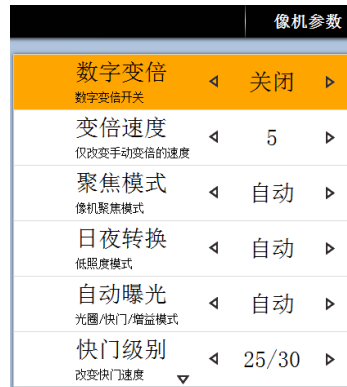 像机参数
数字变倍
关闭
数字变倍开关
变倍速度
5
仅改变手动变倍的速度
聚焦模式
自动
像机聚焦模式
日夜转换
自动
低照度模式
自动曝光
自动
光圈/快门/增益模式
快门级别
25/30
改变快门速度